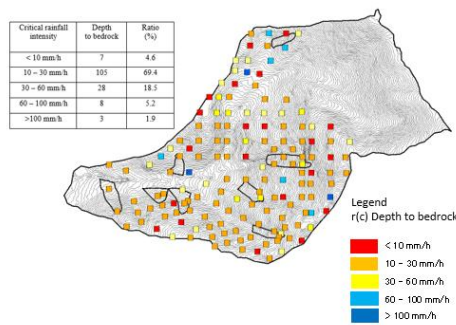 Critical rainfall intensity Depth to bedrock Ratio (%)
< 10 mm/h 7 4.6
10 – 30 mm/h 105 69.4
30 – 60 mm/h 28 18.5
60 – 100 mm/h 8 5.2
>100 mm/h 3 1.9
Legend
r(c) Depth to bedrock
< 10 mm/h
10 – 30 mm/h
30 – 60 mm/h
60 – 100 mm/h
> 100 mm/h